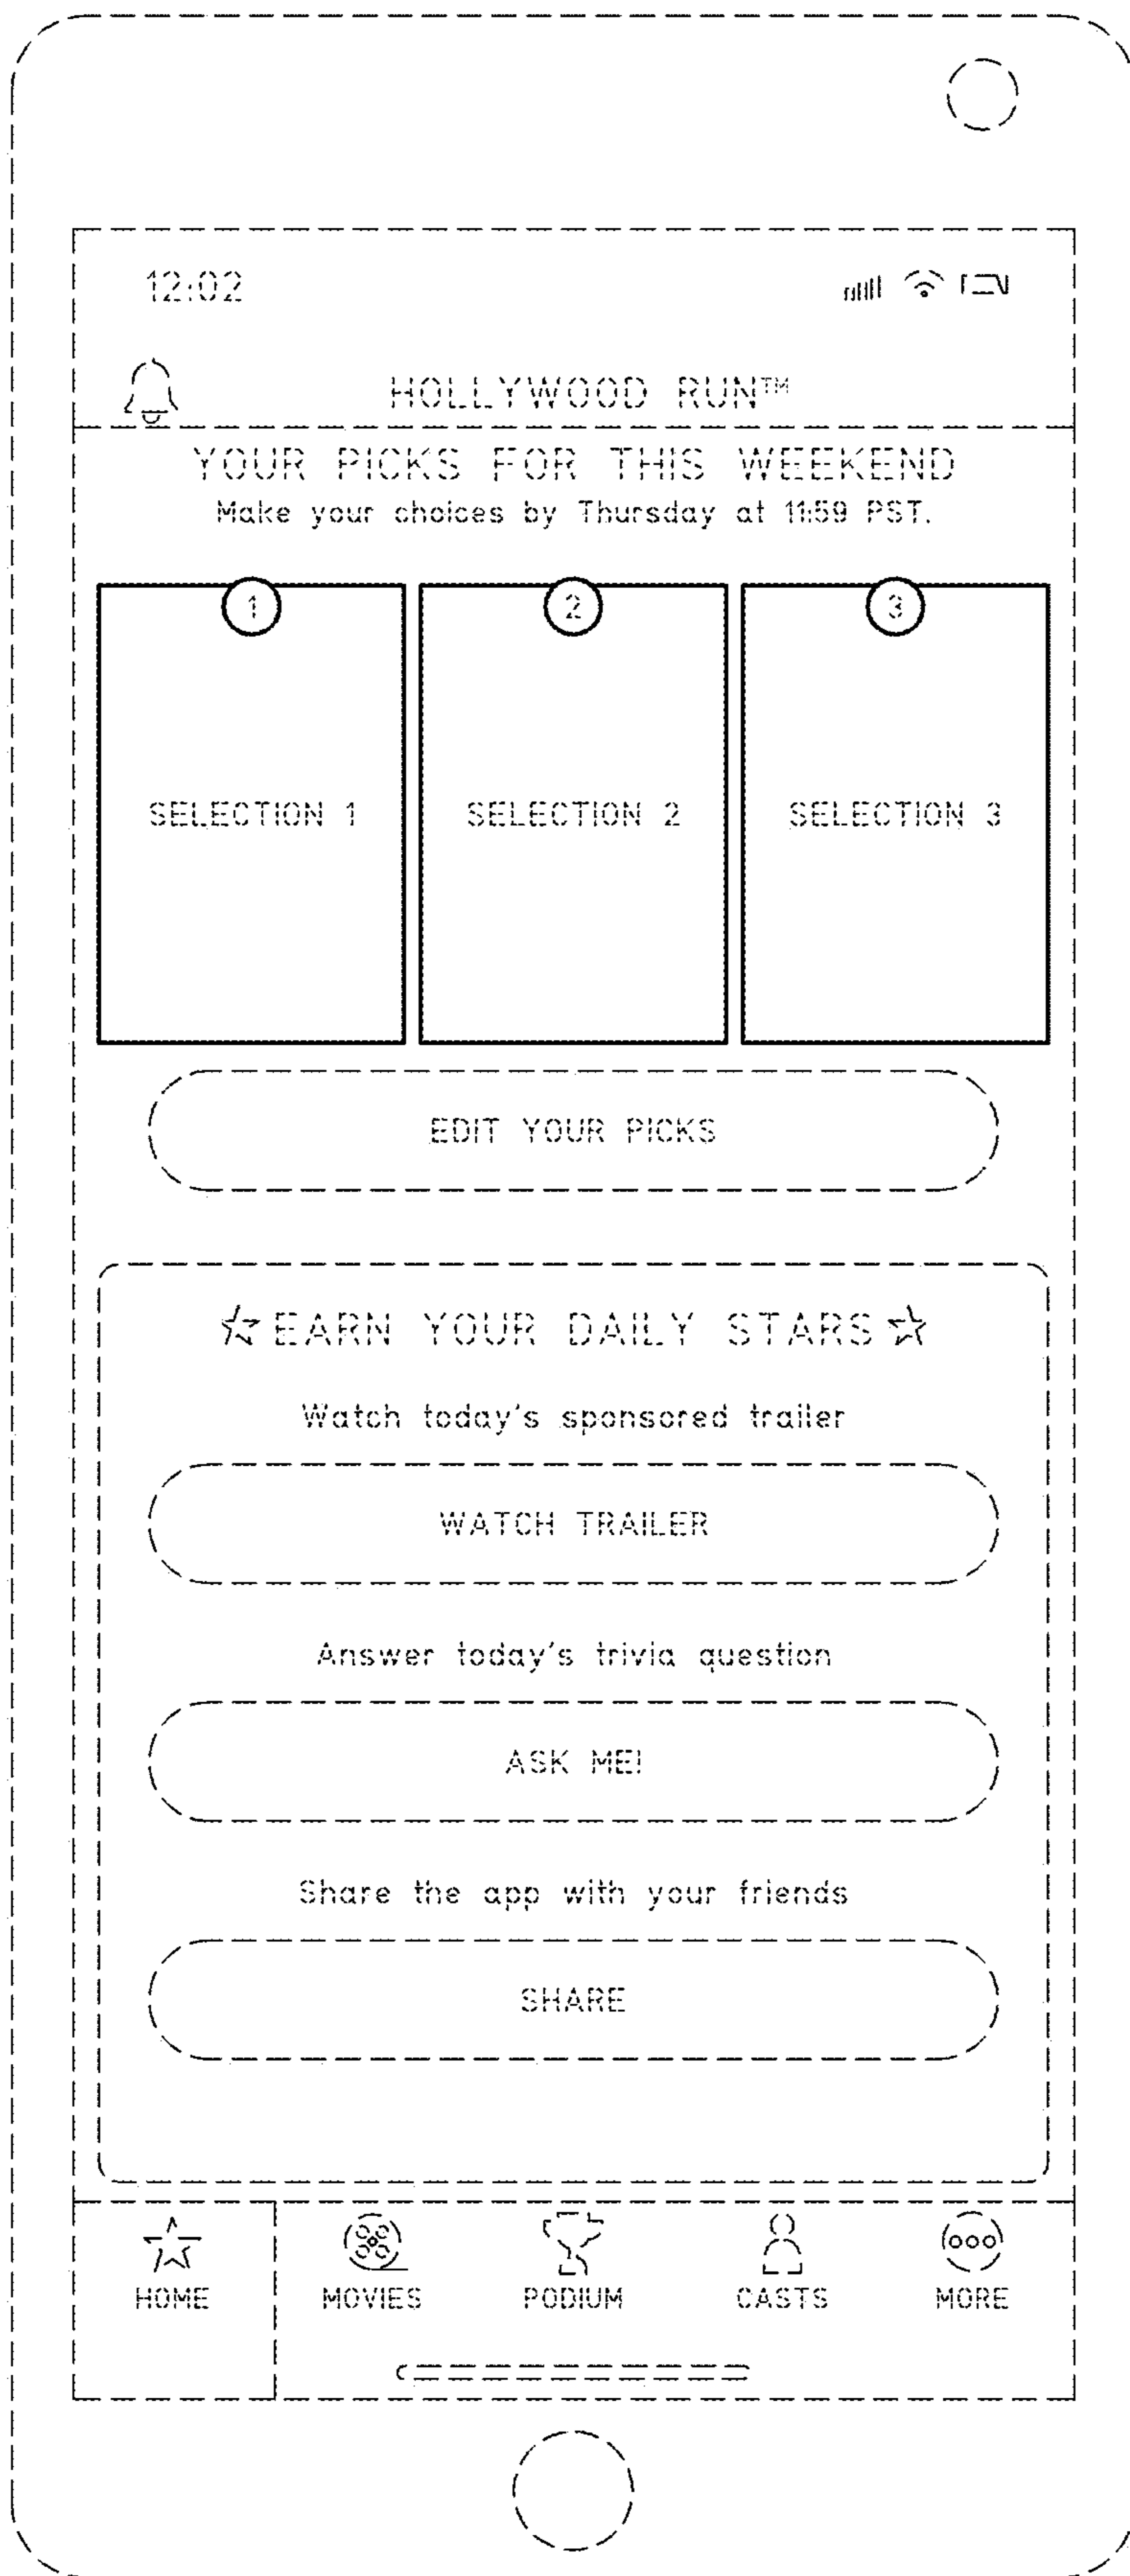 12:02
HOLLYWOOD RUN™
YOUR PICKS FOR THIS WEEKEND
Make your choices by Thursday at 11:59 PST.
1 2 3
SELECTION 1 SELECTION 2 SELECTION 3
EDIT YOUR PICKS
EARN YOUR DAILY STARS
Watch today's sponsored trailer
WATCH TRAILER
Answer today's trivia question
ASK ME!
Share the app with your friends
SHARE
HOME MOVIES PODIUM CASTS MORE